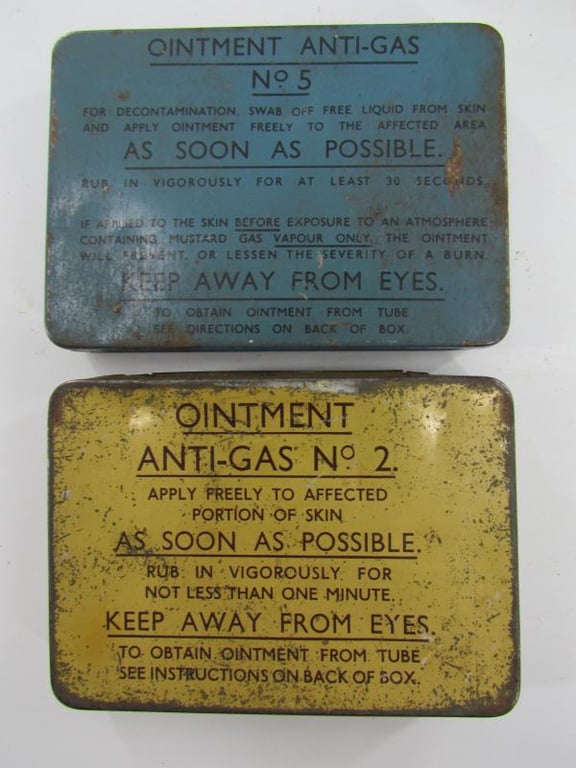 OINTMENT ANTI-GAS
Nº 5
FOR DECONTAMINATION, SWAB OFF FREE LIQUID FROM SKIN
AND APPLY OINTMENT FREELY TO THE AFFECTED AREA
AS SOON AS POSSIBLE.
RUB IN VIGOROUSLY FOR AT LEAST 30 SECONDS.
IF APPLIED TO THE SKIN BEFORE EXPOSURE TO AN ATMOSPHERE
CONTAINING MUSTARD GAS VAPOUR ONLY, THE OINTMENT
WILL PREVENT, OR LESSEN THE SEVERITY OF A BURN.
KEEP AWAY FROM EYES.
TO OBTAIN OINTMENT FROM TUBE
SEE DIRECTIONS ON BACK OF BOX.
OINTMENT
ANTI-GAS Nº 2.
APPLY FREELY TO AFFECTED
PORTION OF SKIN
AS SOON AS POSSIBLE.
RUB IN VIGOROUSLY FOR
NOT LESS THAN ONE MINUTE.
KEEP AWAY FROM EYES.
TO OBTAIN OINTMENT FROM TUBE
SEE INSTRUCTIONS ON BACK OF BOX.